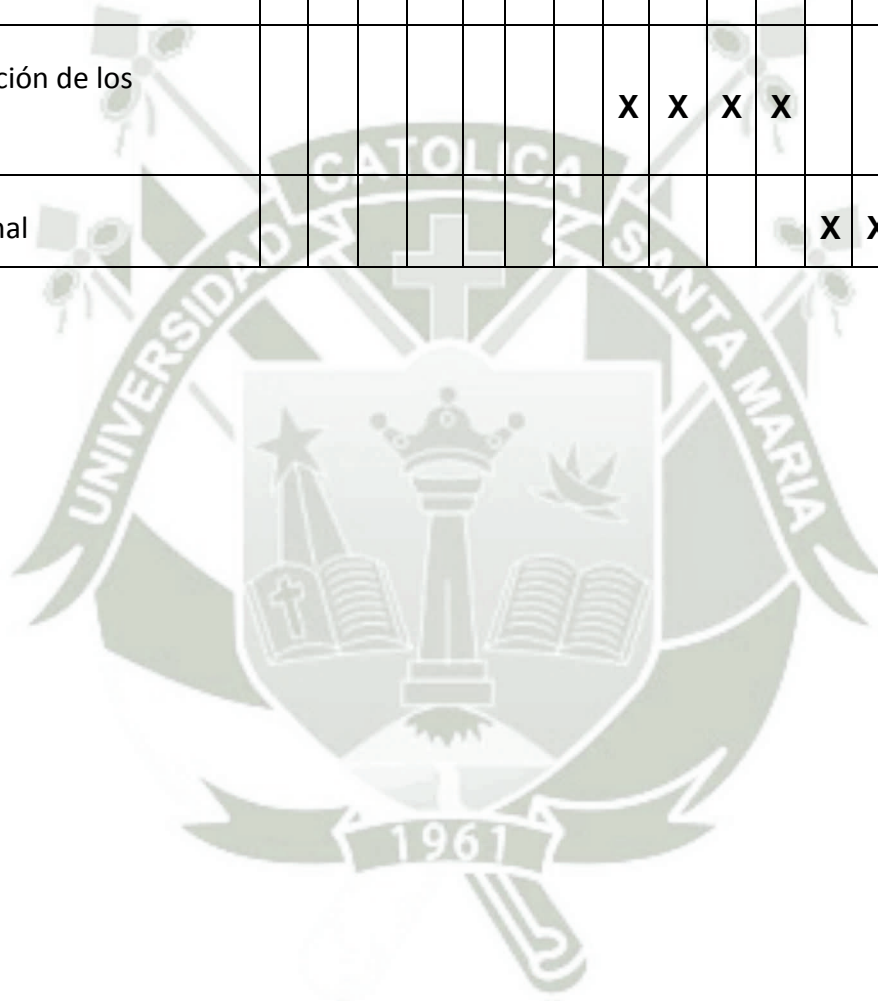 ción de los
X X X X
nal
X X
UNIVERSIDAD CATOLICA SANTA MARIA
1961